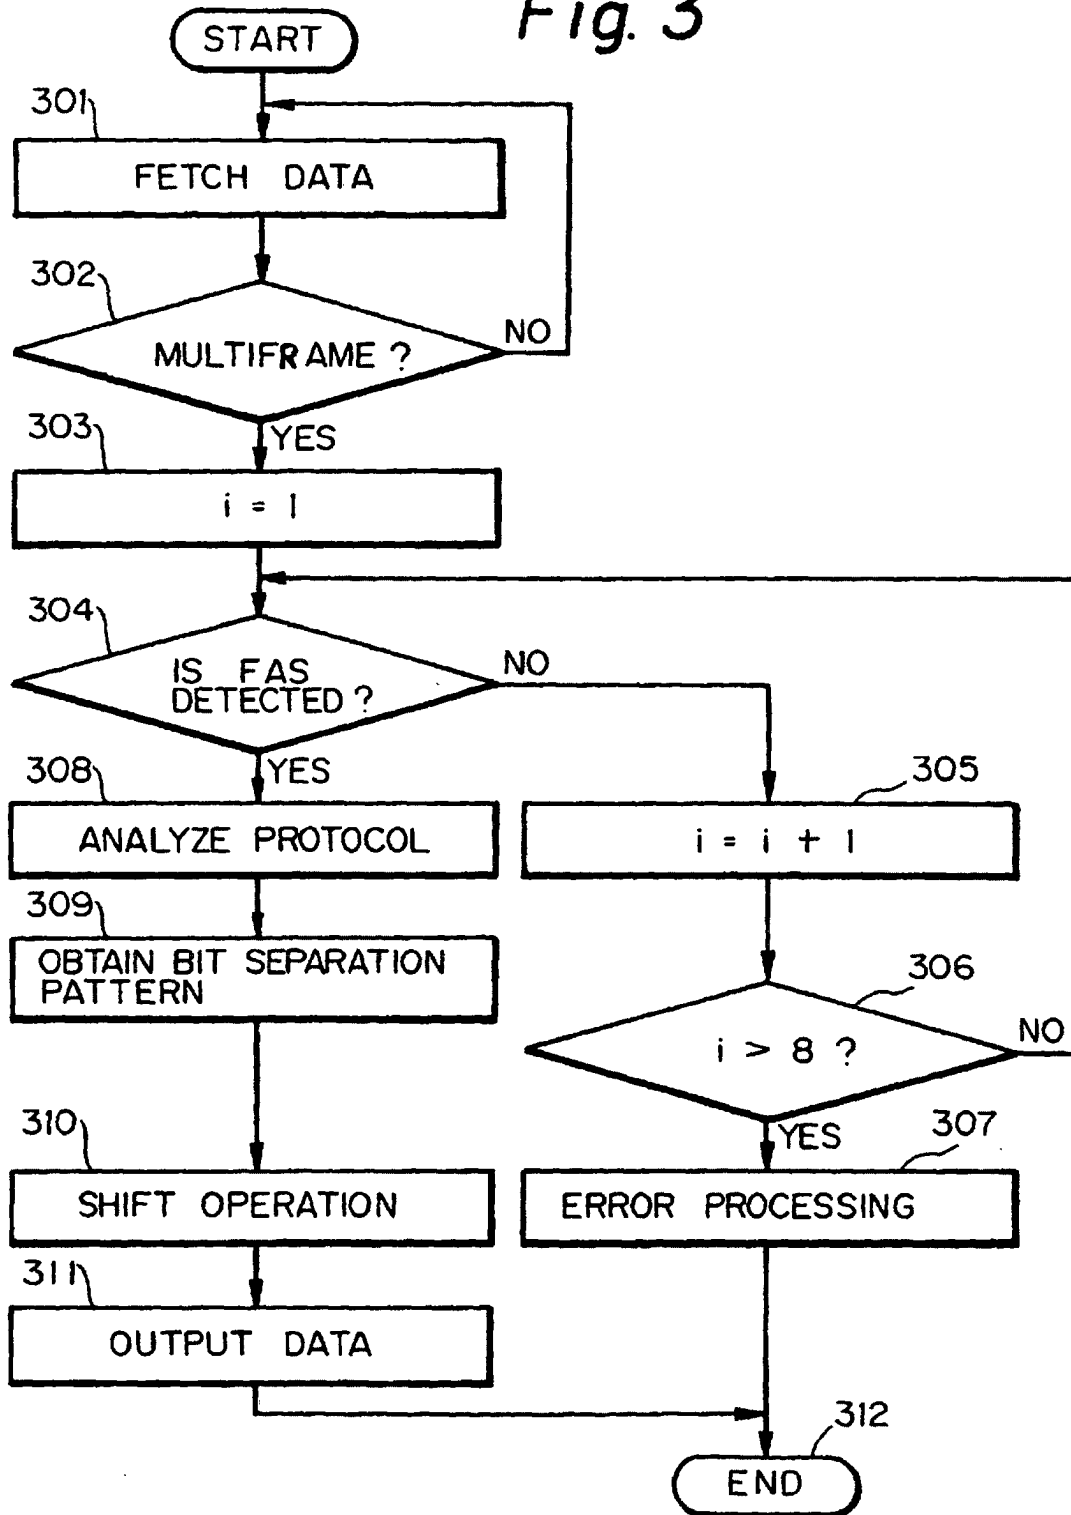 Fig. 3
START
301
FETCH DATA
302
MULTIFRAME ?
NO
303
YES
i = 1
304
IS FAS
DETECTED ?
NO
308
YES
305
ANALYZE PROTOCOL
i = i + 1
309
OBTAIN BIT SEPARATION
PATTERN
306
i > 8 ?
NO
310
YES
307
SHIFT OPERATION
ERROR PROCESSING
311
OUTPUT DATA
312
END